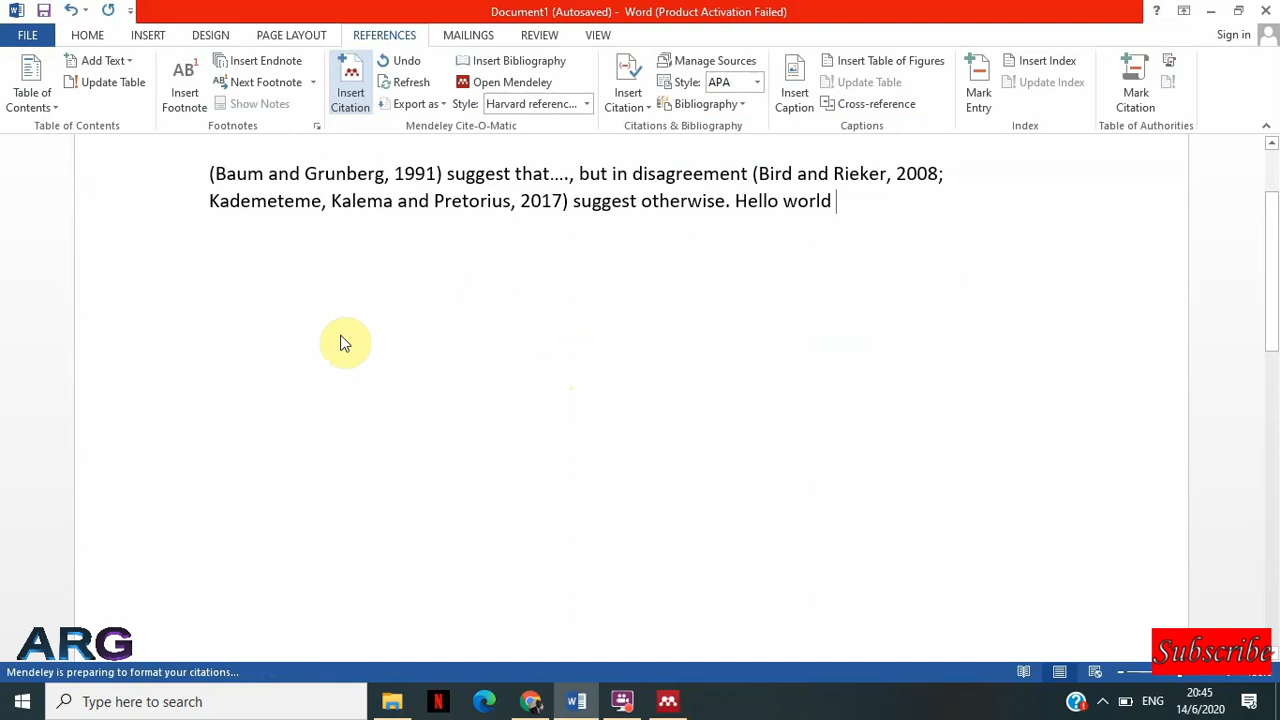 Document1 (Autosaved) - Word (Product Activation Failed)
FILE HOME INSERT DESIGN PAGE LAYOUT REFERENCES MAILINGS REVIEW VIEW Sign in
Table of Contents
Add Text
Update Table
Table of Contents
AB1
Insert Footnote
Insert Endnote
Next Footnote
Show Notes
Footnotes
Insert Citation
Undo
Refresh
Export as
Insert Bibliography
Open Mendeley
Style: Harvard referenc...
Mendeley Cite-O-Matic
Insert Citation
Manage Sources
Style: APA
Bibliography
Citations & Bibliography
Insert Caption
Insert Table of Figures
Update Table
Cross-reference
Captions
Mark Entry
Insert Index
Update Index
Index
Mark Citation
Table of Authorities
(Baum and Grunberg, 1991) suggest that…., but in disagreement (Bird and Rieker, 2008;
Kademeteme, Kalema and Pretorius, 2017) suggest otherwise. Hello world
ARG
Subscribe
Mendeley is preparing to format your citations...
Type here to search
ENG
20:45
14/6/2020